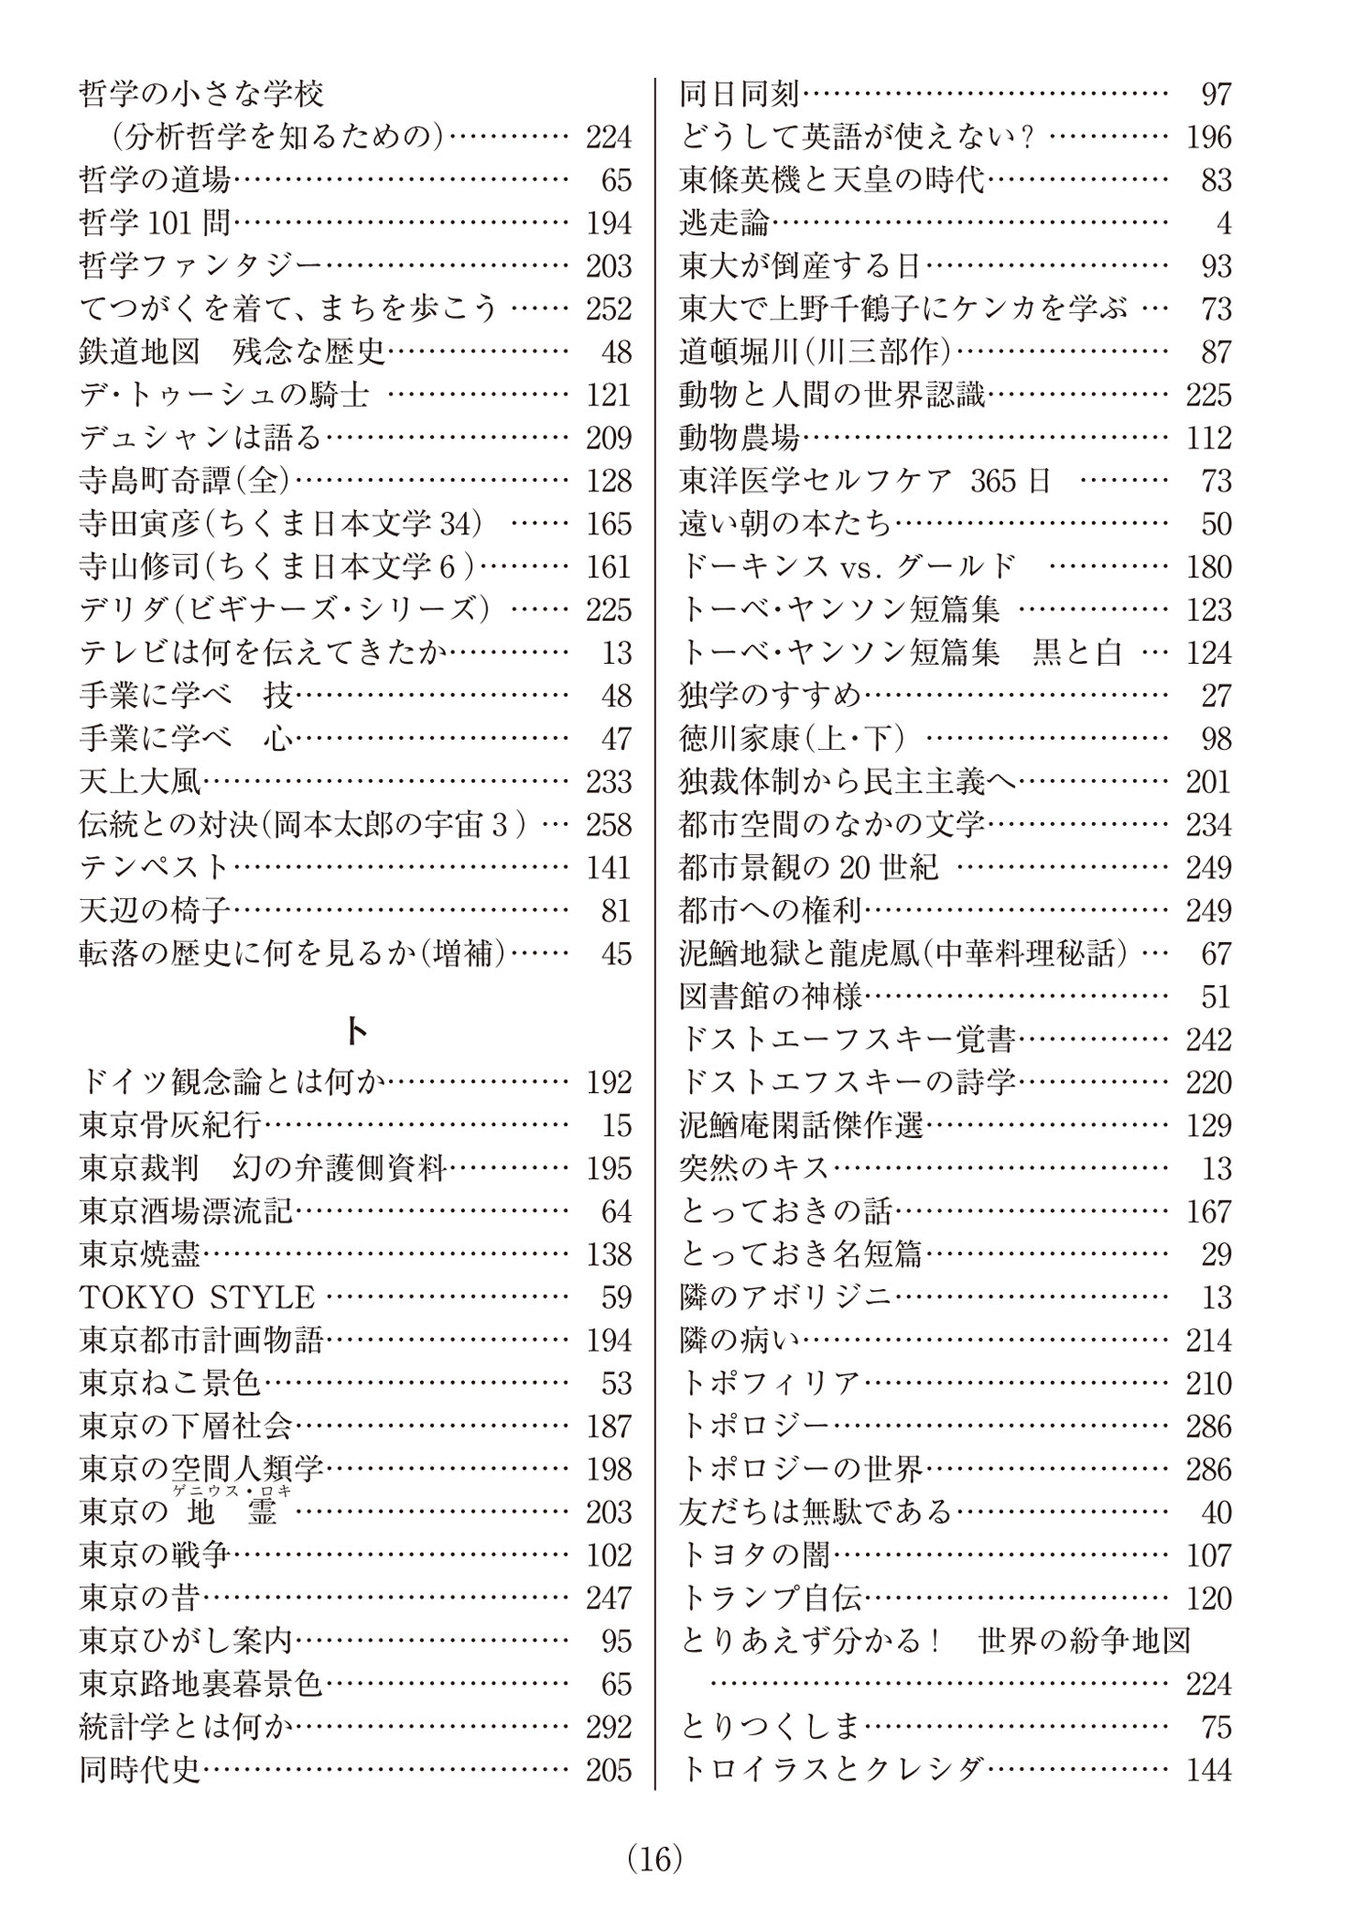 哲学の小さな学校
（分析哲学を知るための）………… 224
哲学の道場…………………………… 65
哲学 101 問…………………………… 194
哲学ファンタジー…………………… 203
てつがくを着て、まちを歩こう …… 252
鉄道地図　残念な歴史……………… 48
デ・トゥーシュの騎士 ……………… 121
デュシャンは語る…………………… 209
寺島町奇譚（全）……………………… 128
寺田寅彦（ちくま日本文学 34） …… 165
寺山修司（ちくま日本文学 6 ）……… 161
デリダ（ビギナーズ・シリーズ） …… 225
テレビは何を伝えてきたか………… 13
手業に学べ　技……………………… 48
手業に学べ　心……………………… 47
天上大風……………………………… 233
伝統との対決（岡本太郎の宇宙 3 ） … 258
テンペスト…………………………… 141
天辺の椅子…………………………… 81
転落の歴史に何を見るか（増補）…… 45
ト
ドイツ観念論とは何か……………… 192
東京骨灰紀行………………………… 15
東京裁判　幻の弁護側資料………… 195
東京酒場漂流記……………………… 64
東京焼盡……………………………… 138
TOKYO STYLE …………………… 59
東京都市計画物語…………………… 194
東京ねこ景色………………………… 53
東京の下層社会……………………… 187
東京の空間人類学…………………… 198
ゲニウス・ロキ
東京の 地　霊 ……………………… 203
東京の戦争…………………………… 102
東京の昔……………………………… 247
東京ひがし案内……………………… 95
東京路地裏暮景色…………………… 65
統計学とは何か……………………… 292
同時代史……………………………… 205
同日同刻……………………………… 97
どうして英語が使えない？ ………… 196
東條英機と天皇の時代……………… 83
逃走論………………………………… 4
東大が倒産する日…………………… 93
東大で上野千鶴子にケンカを学ぶ … 73
道頓堀川（川三部作）………………… 87
動物と人間の世界認識……………… 225
動物農場……………………………… 112
東洋医学セルフケア 365 日 ……… 73
遠い朝の本たち……………………… 50
ドーキンス vs. グールド ………… 180
トーベ・ヤンソン短篇集 …………… 123
トーベ・ヤンソン短篇集　黒と白 … 124
独学のすすめ………………………… 27
徳川家康（上・下） …………………… 98
独裁体制から民主主義へ…………… 201
都市空間のなかの文学……………… 234
都市景観の 20 世紀 ………………… 249
都市への権利………………………… 249
泥鰌地獄と龍虎鳳（中華料理秘話） … 67
図書館の神様………………………… 51
ドストエーフスキー覚書…………… 242
ドストエフスキーの詩学…………… 220
泥鰌庵閑話傑作選…………………… 129
突然のキス…………………………… 13
とっておきの話……………………… 167
とっておき名短篇…………………… 29
隣のアボリジニ……………………… 13
隣の病い……………………………… 214
トポフィリア………………………… 210
トポロジー…………………………… 286
トポロジーの世界…………………… 286
友だちは無駄である………………… 40
トヨタの闇…………………………… 107
トランプ自伝………………………… 120
とりあえず分かる！　世界の紛争地図
……………………………………… 224
とりつくしま………………………… 75
トロイラスとクレシダ……………… 144
（16）